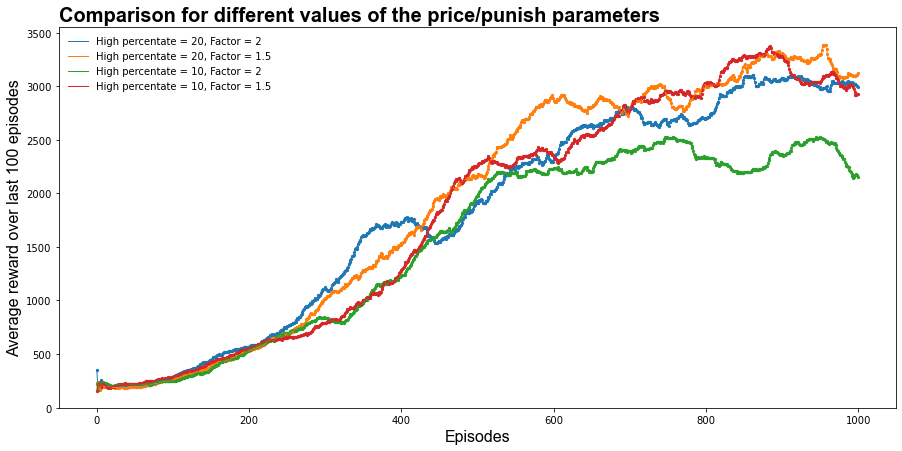 Comparison for different values of the price/punish parameters
High percentate = 20, Factor = 2
High percentate = 20, Factor = 1.5
High percentate = 10, Factor = 2
High percentate = 10, Factor = 1.5
Average reward over last 100 episodes
3500
3000
2500
2000
1500
1000
500
0
0 200 400 600 800 1000
Episodes